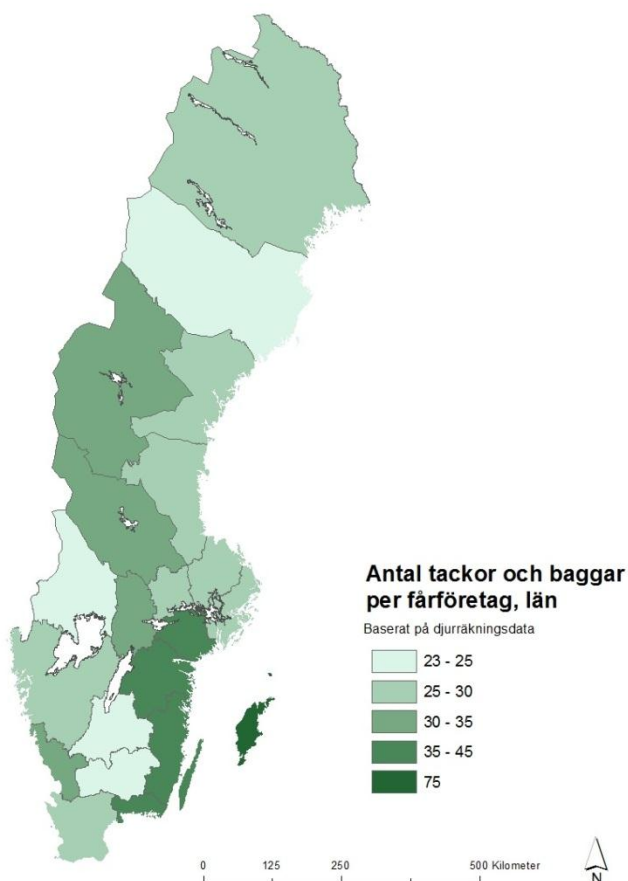 Antal tackor och baggar
per fårföretag, län
Baserat på djurräkningsdata
23 - 25
25 - 30
30 - 35
35 - 45
75
0 125 250 500 Kilometer
N